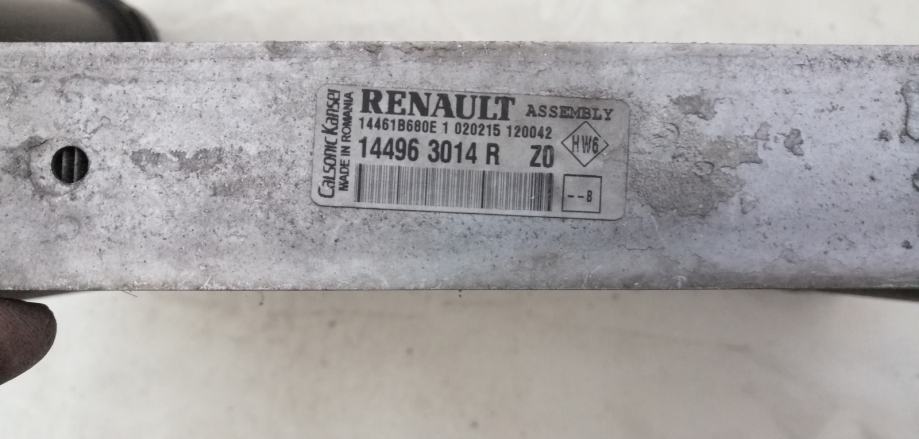 Calsonic Kansei
MADE IN ROMANIA
RENAULT ASSEMBLY
14461B680E 1 020215 120042
14496 3014 R Z0
HW6
--B